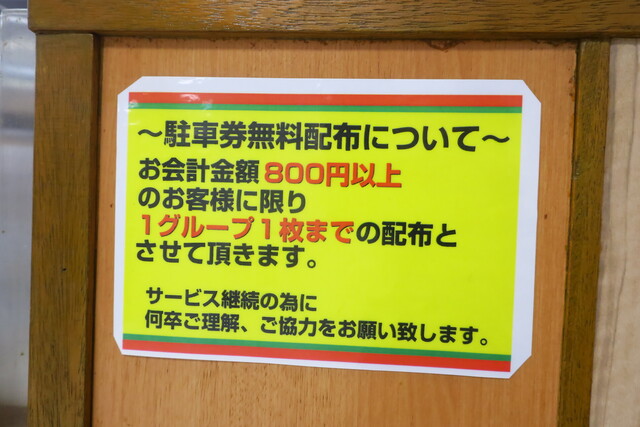 ～駐車券無料配布について～
お会計金額800円以上
のお客様に限り
1グループ1枚までの配布と
させて頂きます。
サービス継続の為に
何卒ご理解、ご協力をお願い致します。